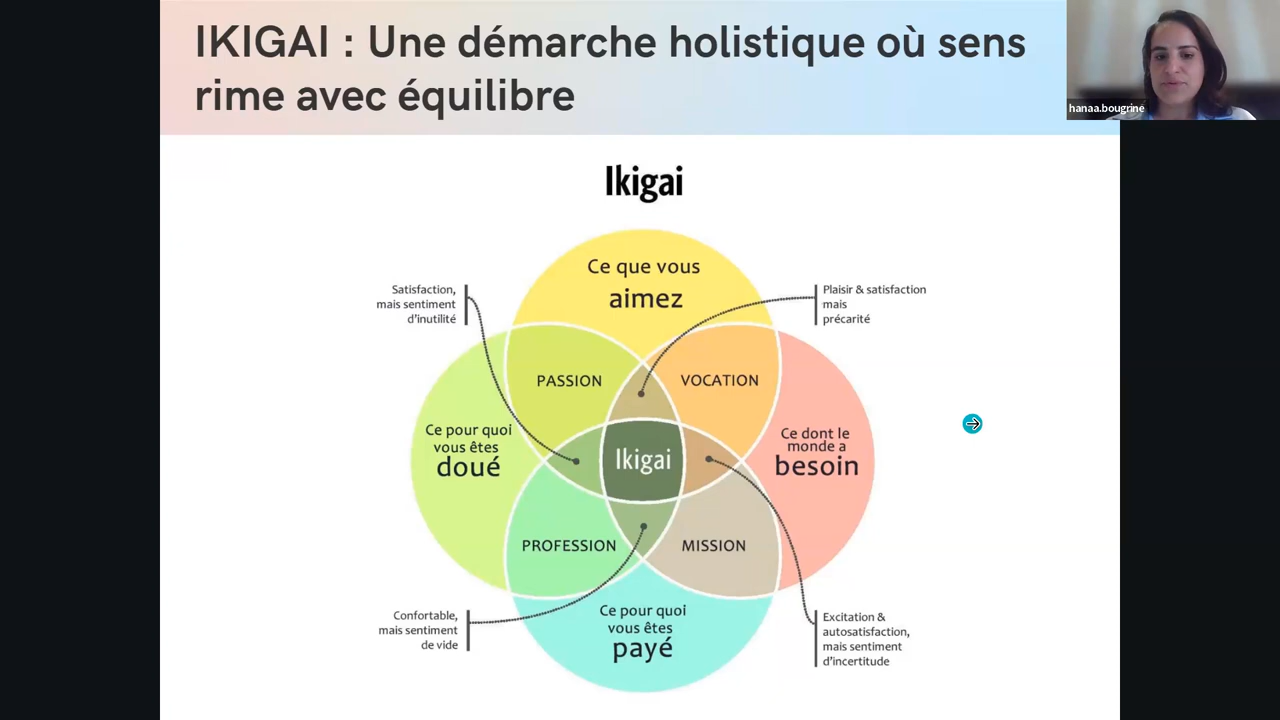 IKIGAI : Une démarche holistique où sens
rime avec équilibre
hanaa.bougrine
Ikigai
Ce que vous
aimez
Satisfaction,
mais sentiment
d'inutilité
Plaisir & satisfaction
mais
précarité
PASSION
VOCATION
Ce pour quoi
vous êtes
doué
Ikigai
Ce dont le
monde a
besoin
PROFESSION
MISSION
Ce pour quoi
vous êtes
payé
Confortable,
mais sentiment
de vide
Excitation &
autosatisfaction,
mais sentiment
d'incertitude